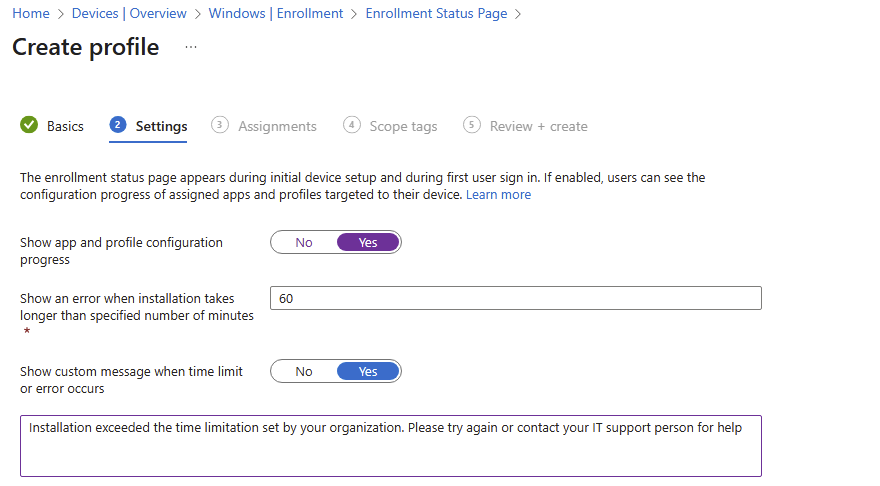 Home > Devices | Overview > Windows | Enrollment > Enrollment Status Page >
Create profile ...
Basics 2 Settings 3 Assignments 4 Scope tags 5 Review + create
The enrollment status page appears during initial device setup and during first user sign in. If enabled, users can see the
configuration progress of assigned apps and profiles targeted to their device. Learn more
Show app and profile configuration
progress
No Yes
Show an error when installation takes
longer than specified number of minutes
*
60
Show custom message when time limit
or error occurs
No Yes
Installation exceeded the time limitation set by your organization. Please try again or contact your IT support person for help